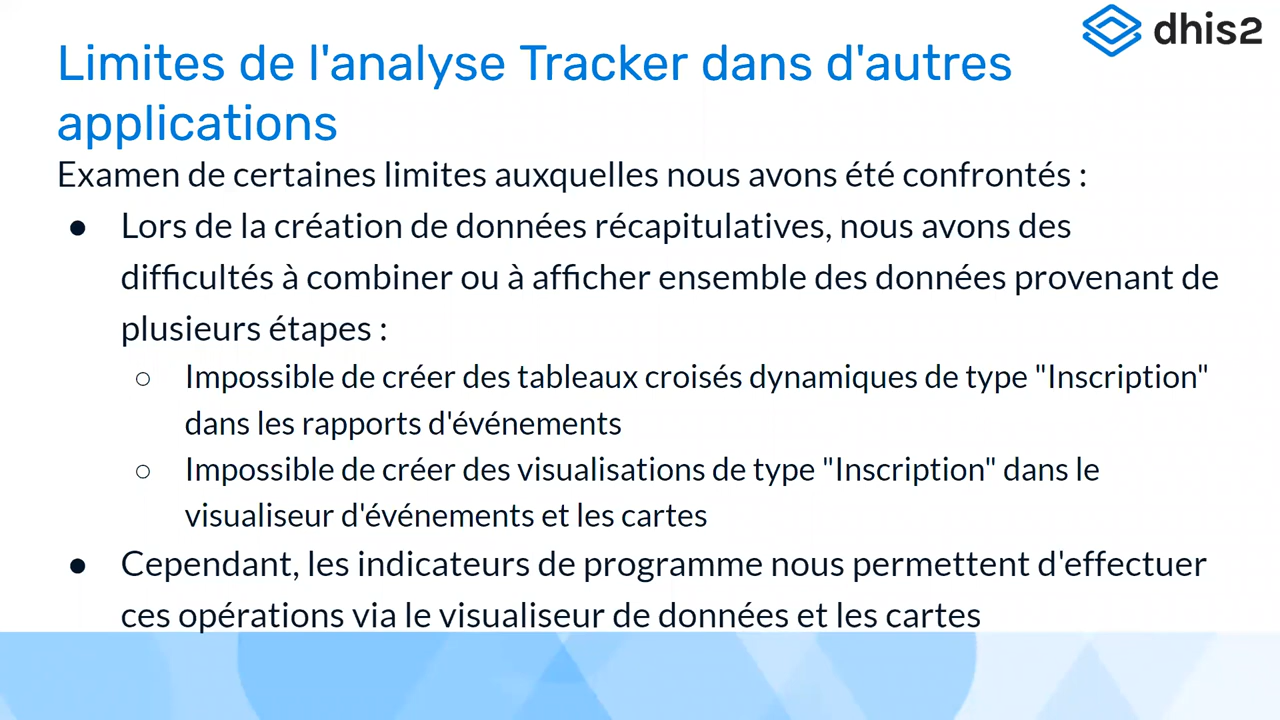 dhis2
Limites de l'analyse Tracker dans d'autres
applications
Examen de certaines limites auxquelles nous avons été confrontés :
● Lors de la création de données récapitulatives, nous avons des
difficultés à combiner ou à afficher ensemble des données provenant de
plusieurs étapes :
○ Impossible de créer des tableaux croisés dynamiques de type "Inscription"
dans les rapports d'événements
○ Impossible de créer des visualisations de type "Inscription" dans le
visualiseur d'événements et les cartes
● Cependant, les indicateurs de programme nous permettent d'effectuer
ces opérations via le visualiseur de données et les cartes